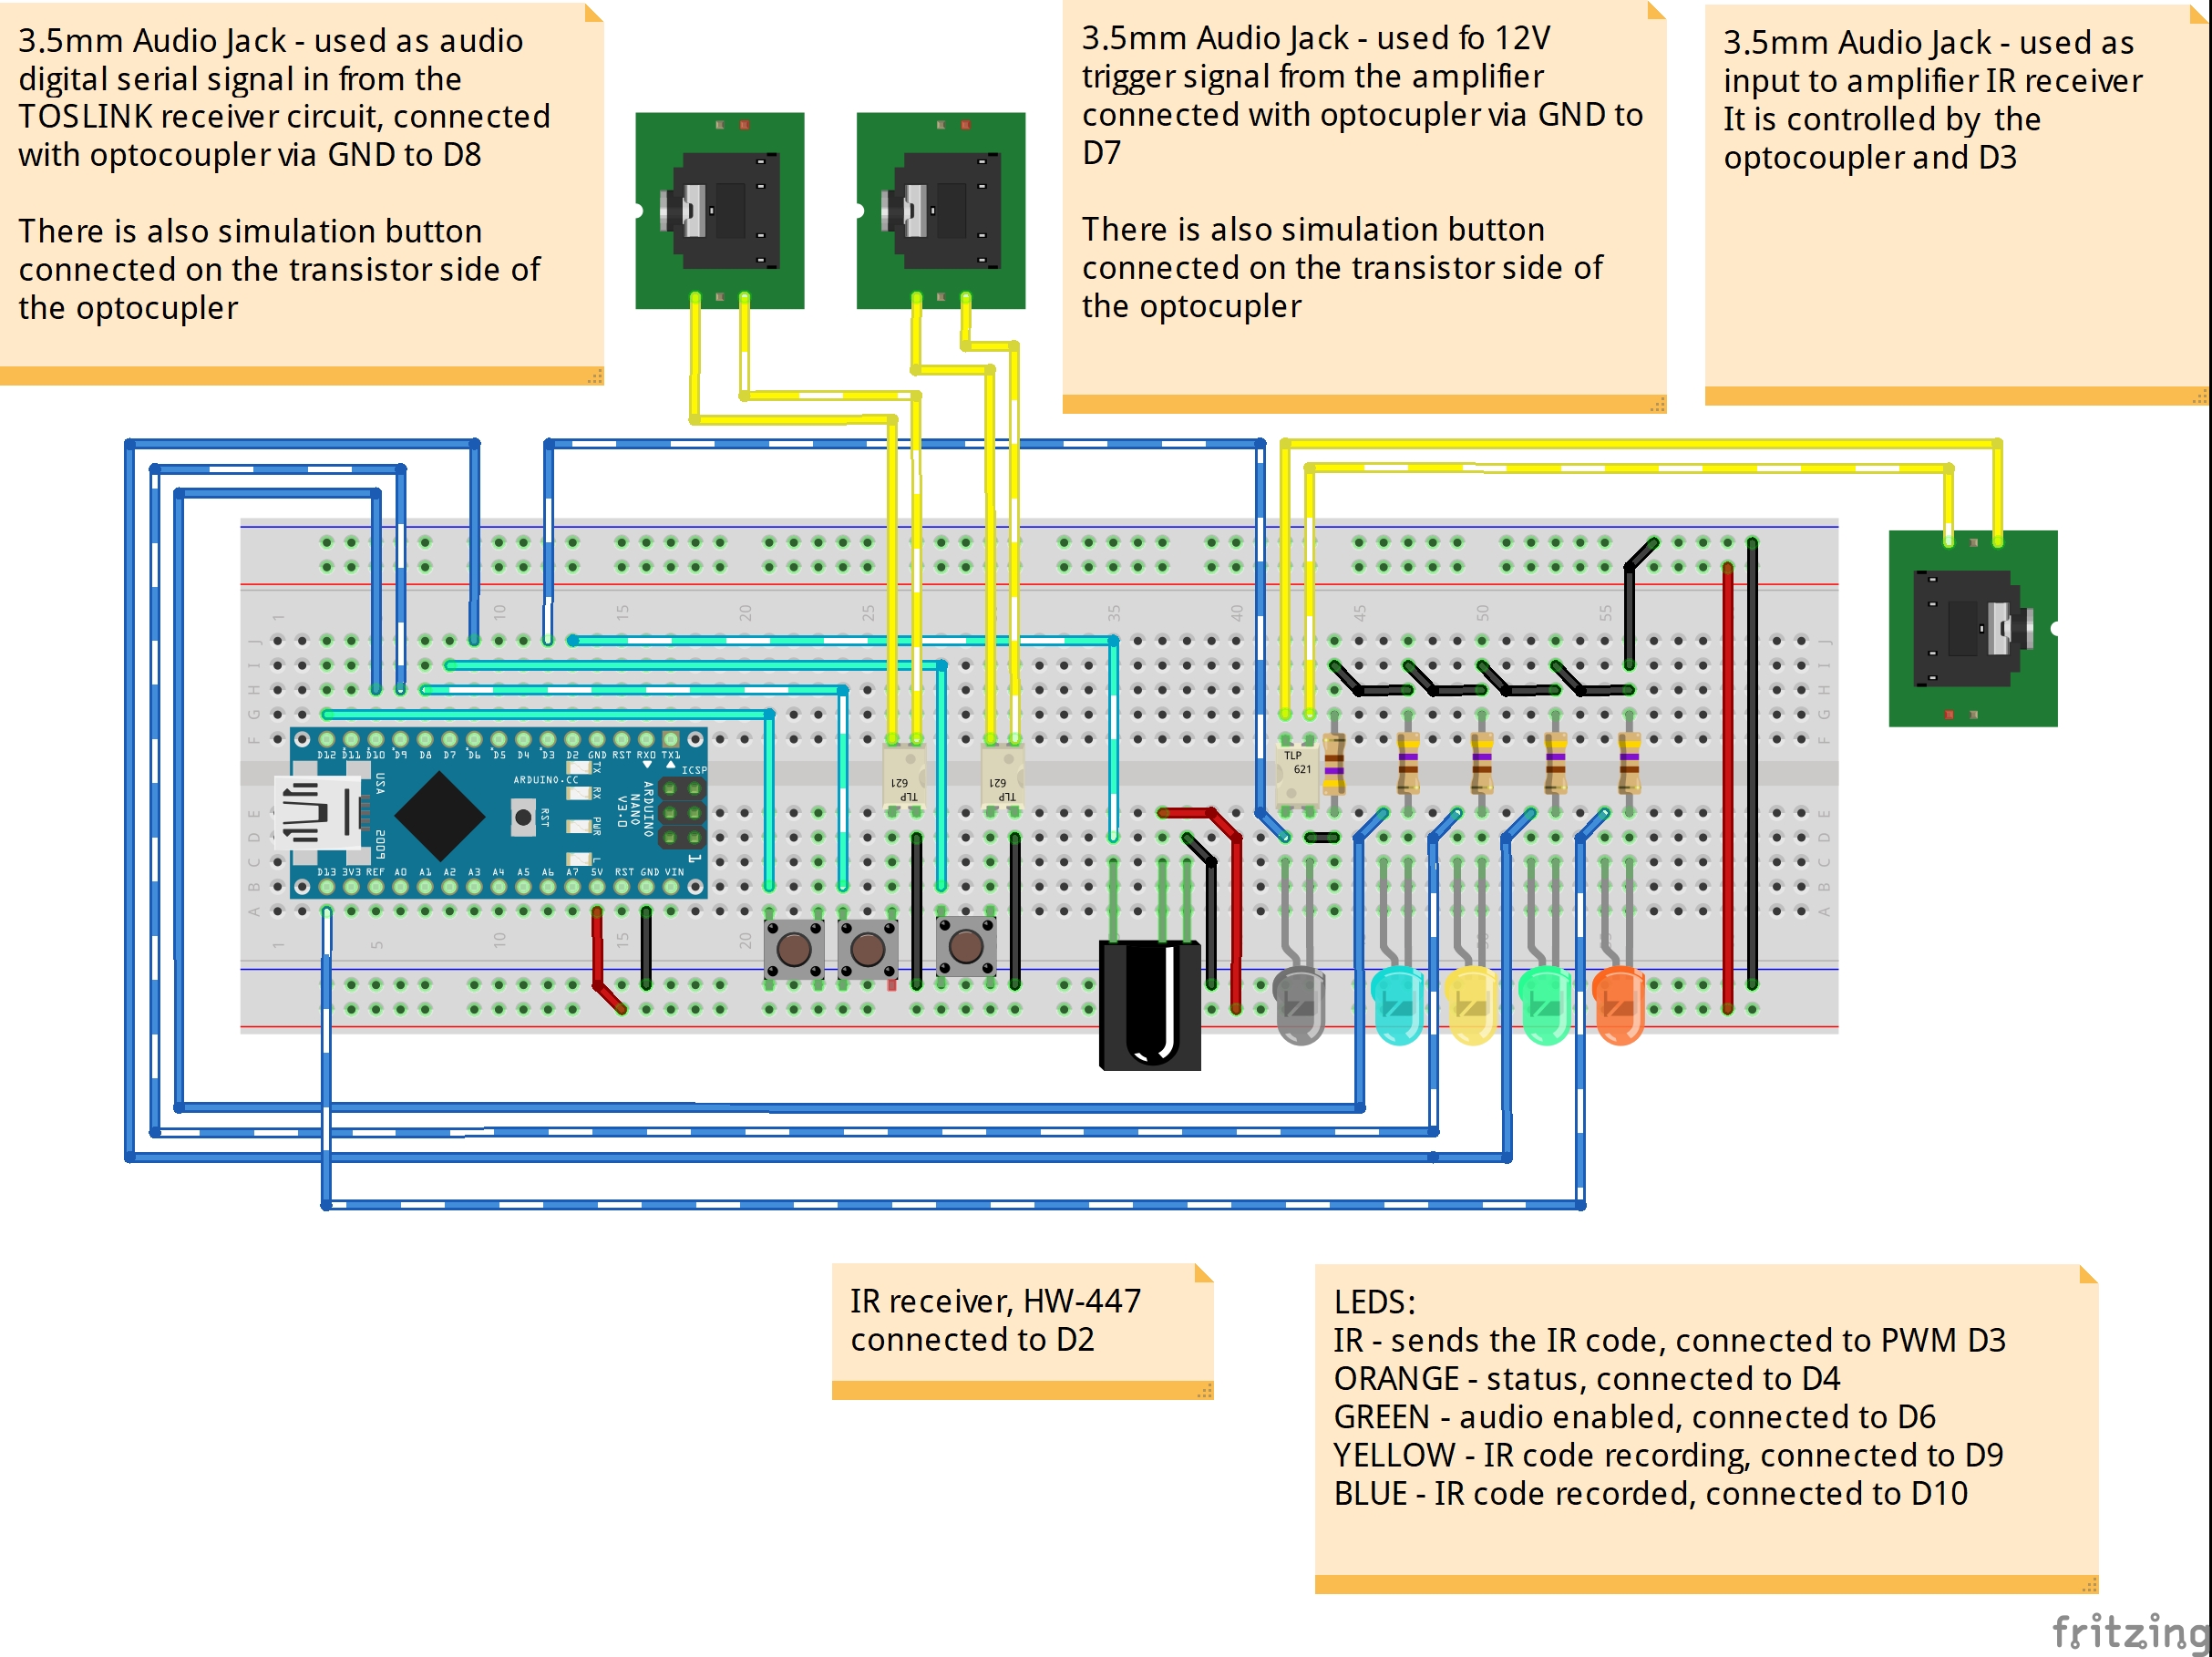 3.5mm Audio Jack - used as audio
digital serial signal in from the
TOSLINK receiver circuit, connected
with optocoupler via GND to D8
There is also simulation button
connected on the transistor side of
the optocupler
3.5mm Audio Jack - used fo 12V
trigger signal from the amplifier
connected with optocupler via GND to
D7
There is also simulation button
connected on the transistor side of
the optocupler
3.5mm Audio Jack - used as
input to amplifier IR receiver
It is controlled by the
optocoupler and D3
1 10 15 20 25 35 40 45 50 55
J J
I I
H H
G G
F F
D12 D11 D10 D9 D8 D7 D6 D5 D4 D3 D2 GND RST RX0 TX1
TX
RX
PWR
L
ARDUINO.CC
ICSP
AZU
RST
ARDUINO
NANO
V3.0
1
TLP
621
TLP
621
TLP
621
E E
D D
C C
D13 3V3 REF A0 A1 A2 A3 A4 A5 A6 A7 5V RST GND VIN
B B
A A
1 5 10 15 20
IR receiver, HW-447
connected to D2
LEDS:
IR - sends the IR code, connected to PWM D3
ORANGE - status, connected to D4
GREEN - audio enabled, connected to D6
YELLOW - IR code recording, connected to D9
BLUE - IR code recorded, connected to D10
fritzing